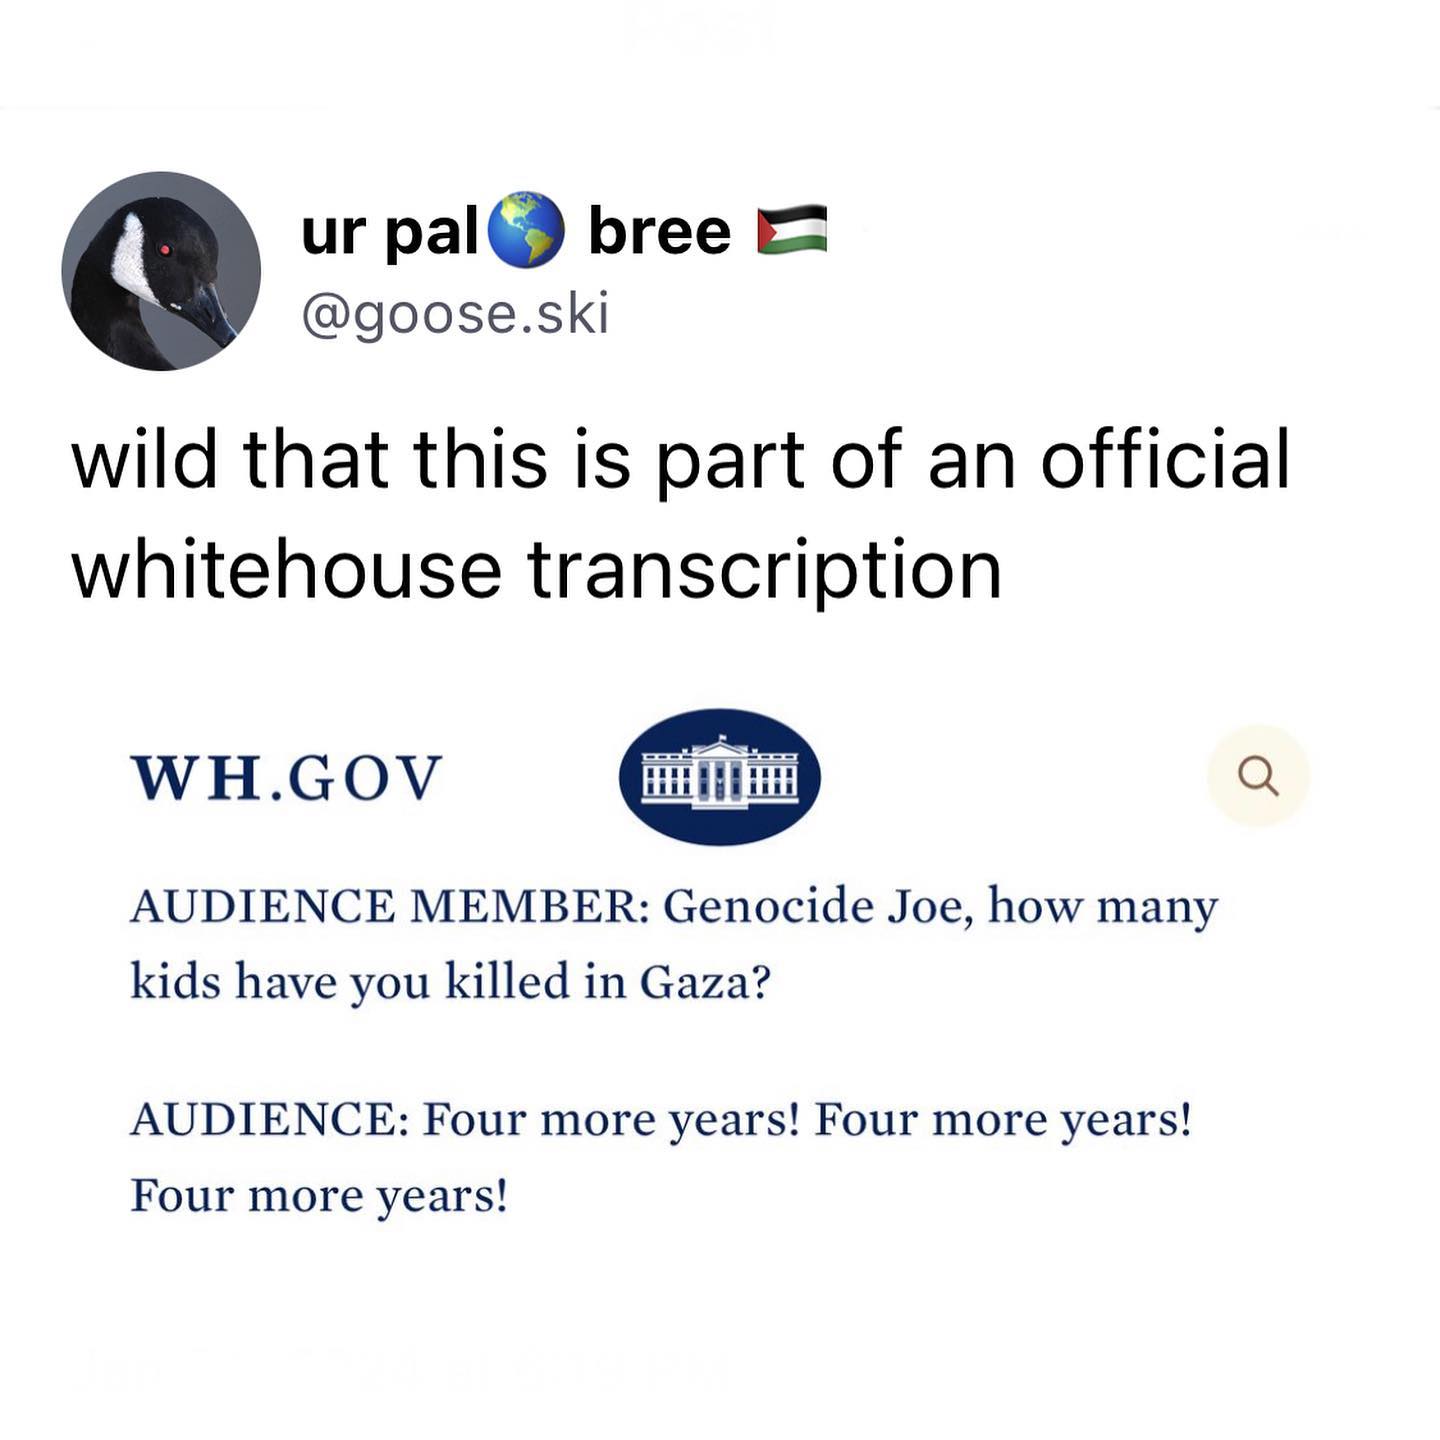 ur pal🌎 bree 🇵🇸
@goose.ski
wild that this is part of an official
whitehouse transcription
WH.GOV
AUDIENCE MEMBER: Genocide Joe, how many
kids have you killed in Gaza?
AUDIENCE: Four more years! Four more years!
Four more years!